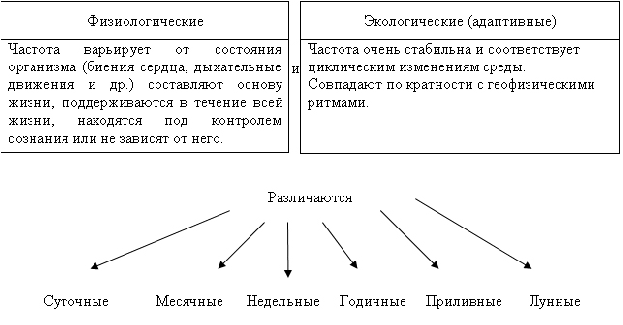 Физиологические
Частота варьирует от состояния
организма (биения сердца, дыхательные
движения и др.) составляют основу
жизни, поддерживаются в течение всей
жизни, находятся под контролем
сознания или не зависят от него.
и
Экологические (адаптивные)
Частота очень стабильна и соответствует
циклическим изменениям среды.
Совпадают по кратности с геофизическими
ритмами.
Различаются
Суточные Месячные Недельные Годичные Приливные Лунные